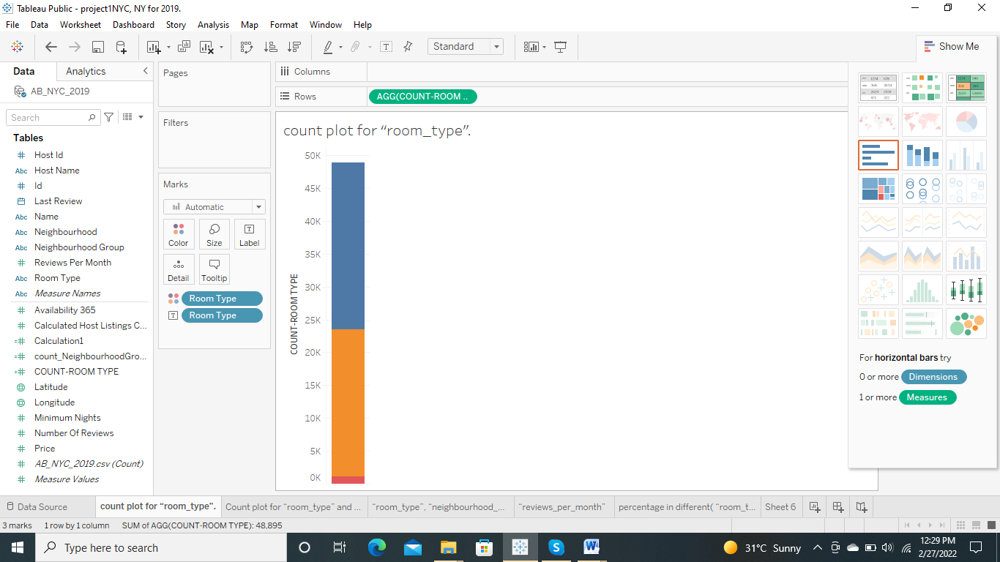 Tableau Public - project1NYC, NY for 2019.
File Data Worksheet Dashboard Story Analysis Map Format Window Help
Standard
Show Me
Data Analytics
AB_NYC_2019
Search
Tables
Host Id
Abc Host Name
Id
Last Review
Abc Name
Abc Neighbourhood
Abc Neighbourhood Group
Reviews Per Month
Abc Room Type
Abc Measure Names
Availability 365
Calculated Host Listings C...
Calculation1
count_NeighbourhoodGro...
COUNT-ROOM TYPE
Latitude
Longitude
Minimum Nights
Number Of Reviews
Price
AB_NYC_2019.csv (Count)
Measure Values
Pages
Filters
Marks
Automatic
Color Size Label
Detail Tooltip
Room Type
Room Type
Columns
Rows AGG(COUNT-ROOM ..
count plot for “room_type”.
50K
45K
40K
35K
30K
25K
20K
15K
10K
5K
0K
COUNT-ROOM TYPE
For horizontal bars try
0 or more Dimensions
1 or more Measures
Data Source count plot for “room_type”. Count plot for “room_type” and ... “room_type”, “neighbourhood_... “reviews_per_month” percentage in different( “room_t... Sheet 6
3 marks 1 row by 1 column SUM of AGG(COUNT-ROOM TYPE): 48,895
Type here to search
31°C Sunny
12:29 PM
2/27/2022